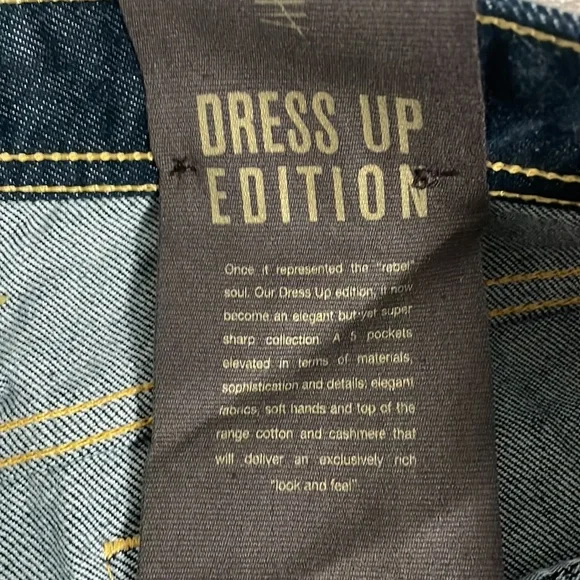 DRESS UP
EDITION
Once it represented the "rebel"
soul. Our Dress Up edition, it now
become an elegant but yet super
sharp collection. A 5 pockets
elevated in terms of materials,
sophistication and details; elegant
fabrics, soft hands and top of the
range cotton and cashmere that
will deliver an exclusively rich
"look and feel".